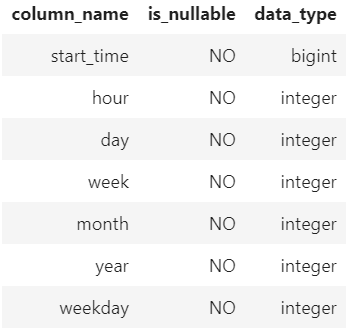 column_name is_nullable data_type
start_time NO bigint
hour NO integer
day NO integer
week NO integer
month NO integer
year NO integer
weekday NO integer